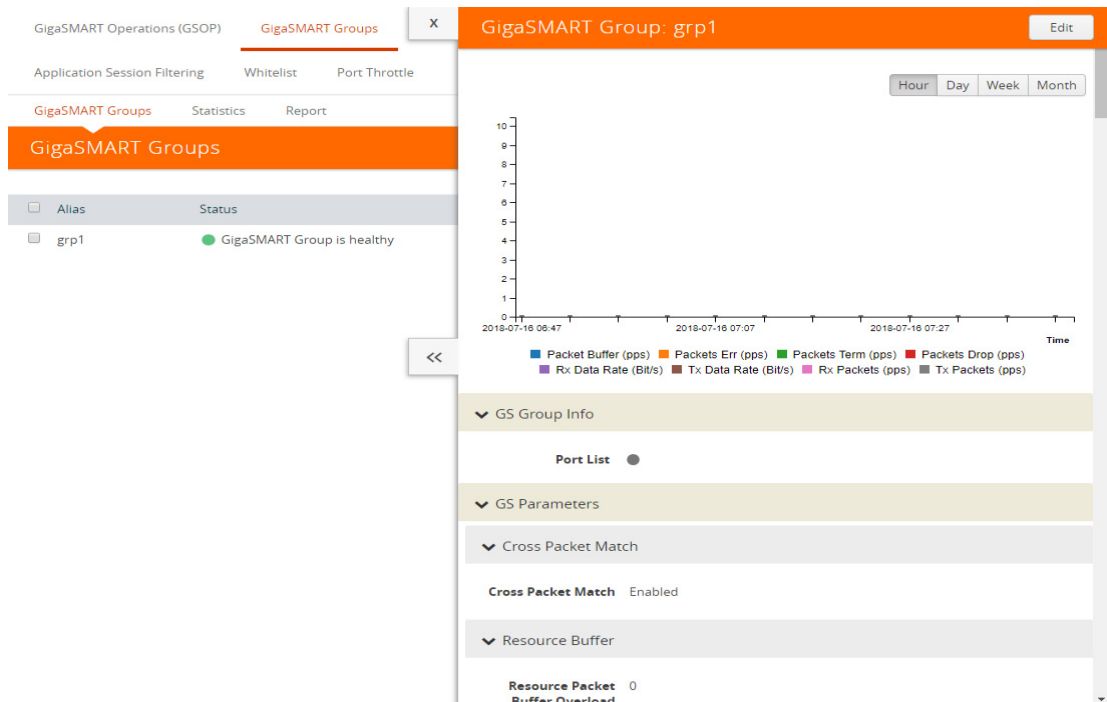 GigaSMART Operations (GSOP) GigaSMART Groups
Application Session Filtering Whitelist Port Throttle
GigaSMART Groups Statistics Report
GigaSMART Groups
Alias Status
grp1 GigaSMART Group is healthy
x
<<
GigaSMART Group: grp1 Edit
Hour Day Week Month
10
9
8
7
6
5
4
3
2
1
0
2018-07-16 06:47 2018-07-16 07:07 2018-07-16 07:27
Time
Packet Buffer (pps) Packets Err (pps) Packets Term (pps) Packets Drop (pps)
Rx Data Rate (Bit/s) Tx Data Rate (Bit/s) Rx Packets (pps) Tx Packets (pps)
GS Group Info
Port List
GS Parameters
Cross Packet Match
Cross Packet Match Enabled
Resource Buffer
Resource Packet 0
Buffer Overload